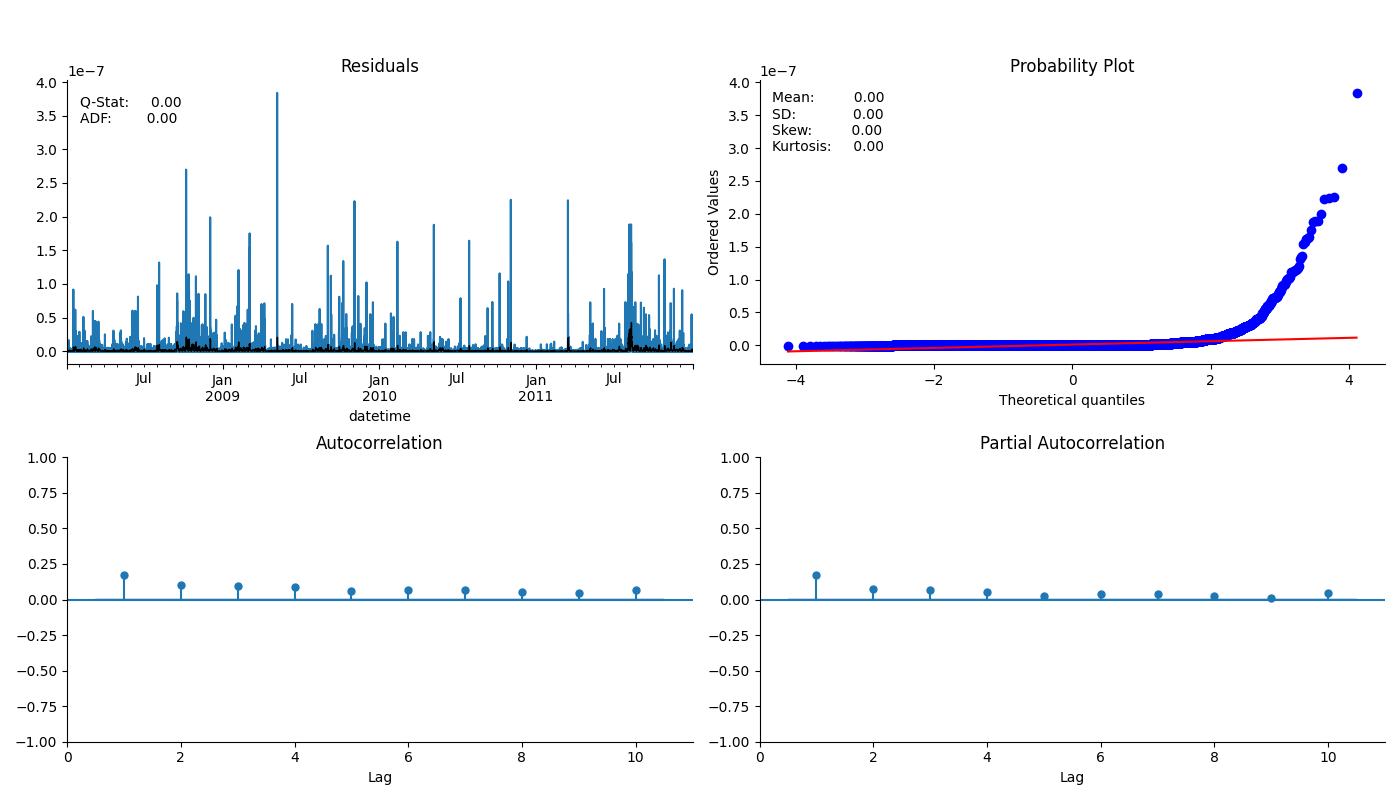 Residuals
1e−7
4.0
3.5
3.0
2.5
2.0
1.5
1.0
0.5
0.0
Q-Stat: 0.00
ADF: 0.00
Jul Jan Jul Jan Jul Jan Jul
2009 2010 2011
datetime
Probability Plot
1e−7
4.0
3.5
3.0
2.5
2.0
1.5
1.0
0.5
0.0
Ordered Values
Mean: 0.00
SD: 0.00
Skew: 0.00
Kurtosis: 0.00
−4 −2 0 2 4
Theoretical quantiles
Autocorrelation
1.00
0.75
0.50
0.25
0.00
−0.25
−0.50
−0.75
−1.00
0 2 4 6 8 10
Lag
Partial Autocorrelation
1.00
0.75
0.50
0.25
0.00
−0.25
−0.50
−0.75
−1.00
0 2 4 6 8 10
Lag